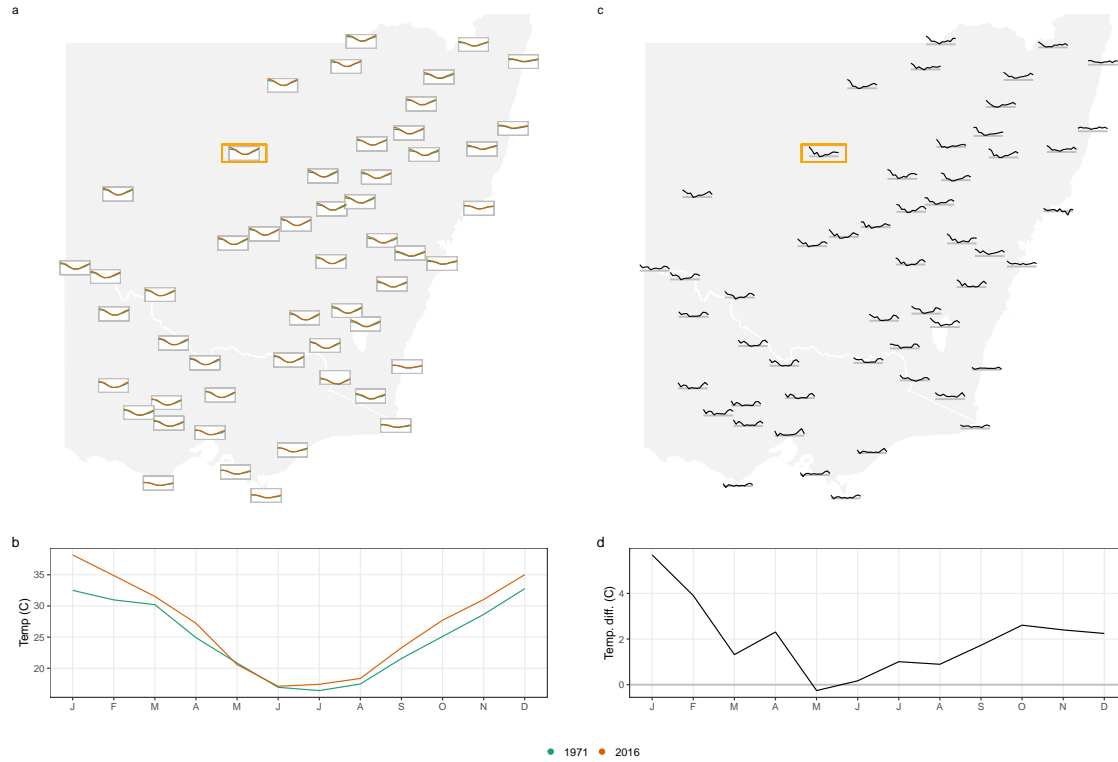 a
c
b
Temp (C)
35
30
25
20
J F M A M J J A S O N D
d
Temp. diff. (C)
4
2
0
J F M A M J J A S O N D
1971 2016